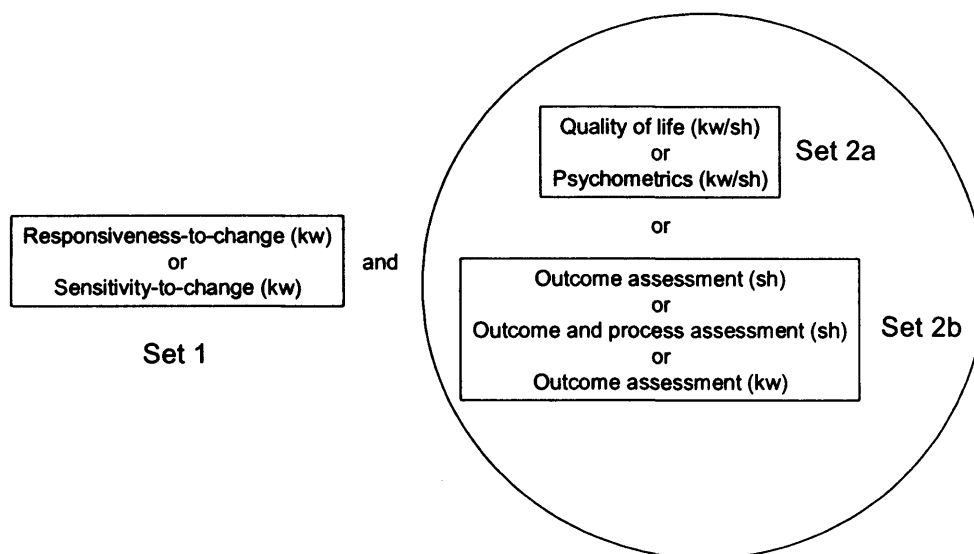 Responsiveness-to-change (kw)
or
Sensitivity-to-change (kw)
Set 1
and
Quality of life (kw/sh)
or
Psychometrics (kw/sh)
Set 2a
or
Outcome assessment (sh)
or
Outcome and process assessment (sh)
or
Outcome assessment (kw)
Set 2b